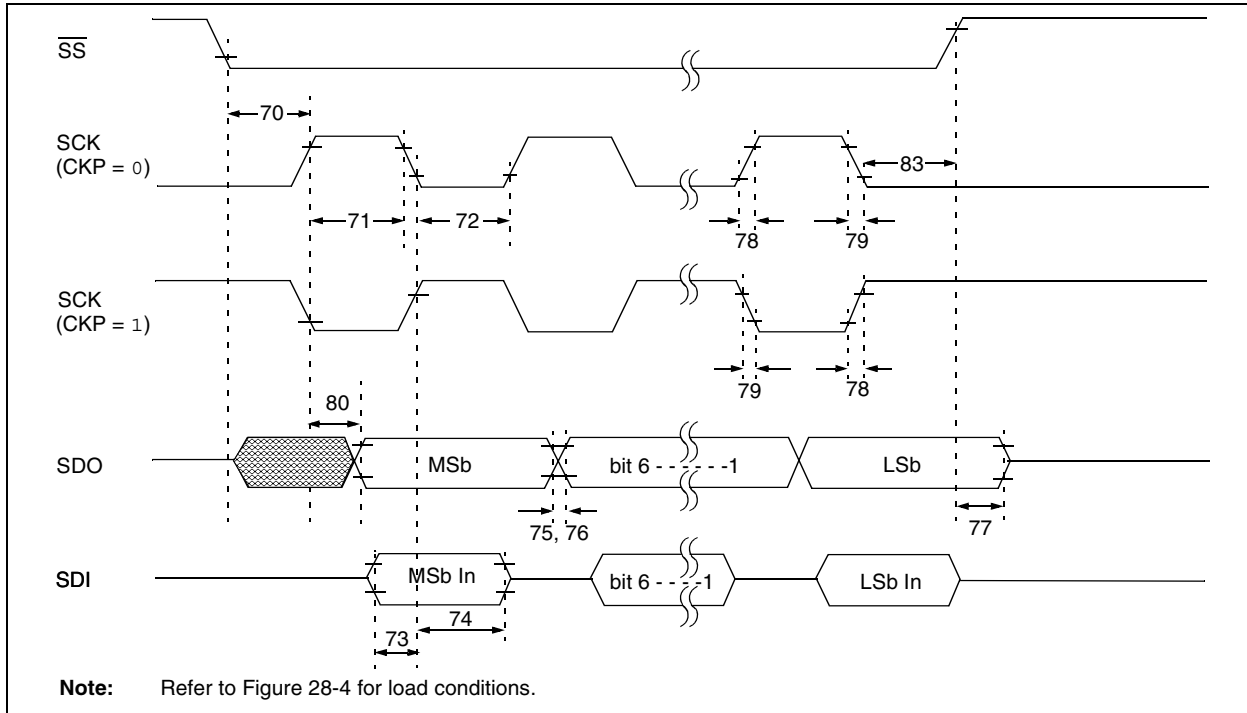 SS
70
SCK
(CKP = 0)
83
71
72
78
79
SCK
(CKP = 1)
79
78
80
SDO
MSb
bit 6 - - - - - -1
LSb
75, 76
77
SDI
MSb In
bit 6 - - - -1
LSb In
73
74
Note: Refer to Figure 28-4 for load conditions.